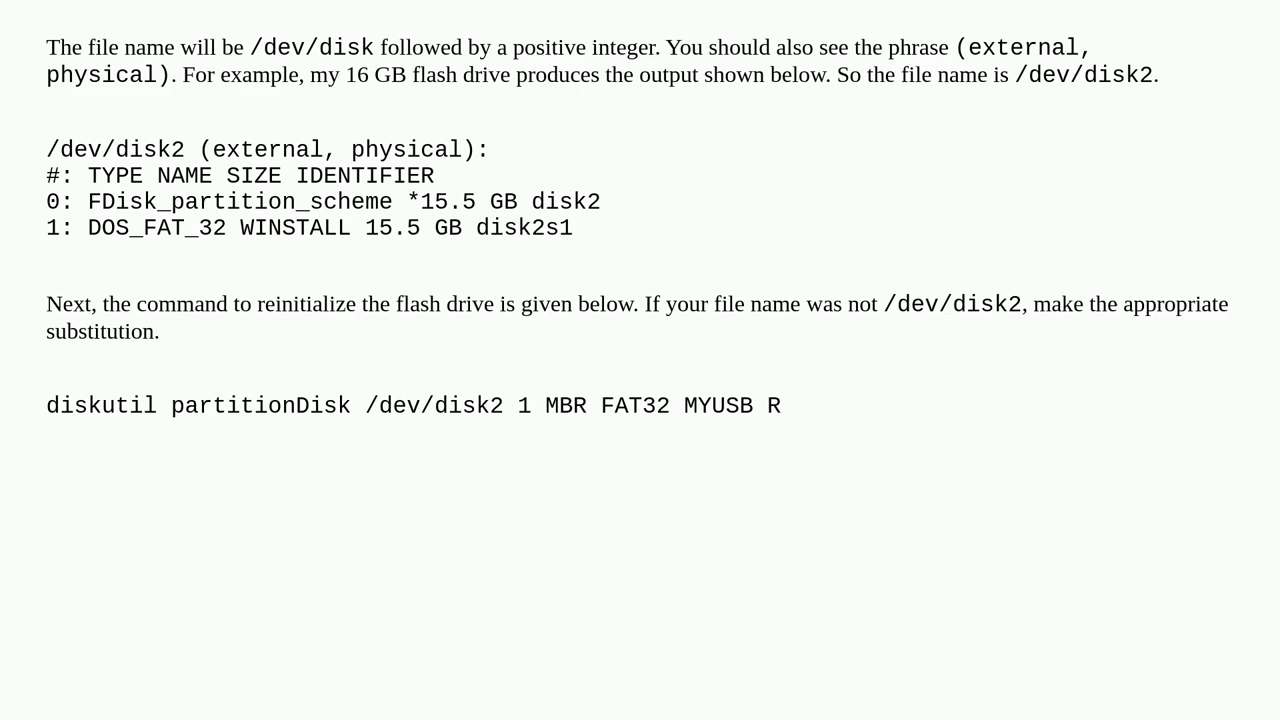 The file name will be /dev/disk followed by a positive integer. You should also see the phrase (external,
physical). For example, my 16 GB flash drive produces the output shown below. So the file name is /dev/disk2.
/dev/disk2 (external, physical):
#: TYPE NAME SIZE IDENTIFIER
0: FDisk_partition_scheme *15.5 GB disk2
1: DOS_FAT_32 WINSTALL 15.5 GB disk2s1
Next, the command to reinitialize the flash drive is given below. If your file name was not /dev/disk2, make the appropriate
substitution.
diskutil partitionDisk /dev/disk2 1 MBR FAT32 MYUSB R